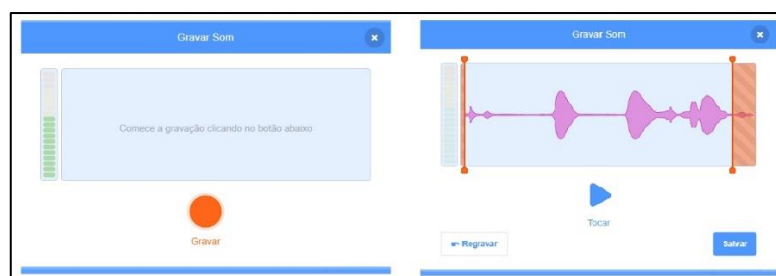 Gravar Som
Comece a gravação clicando no botão abaixo
Gravar
Gravar Som
Tocar
Regravar
Salvar